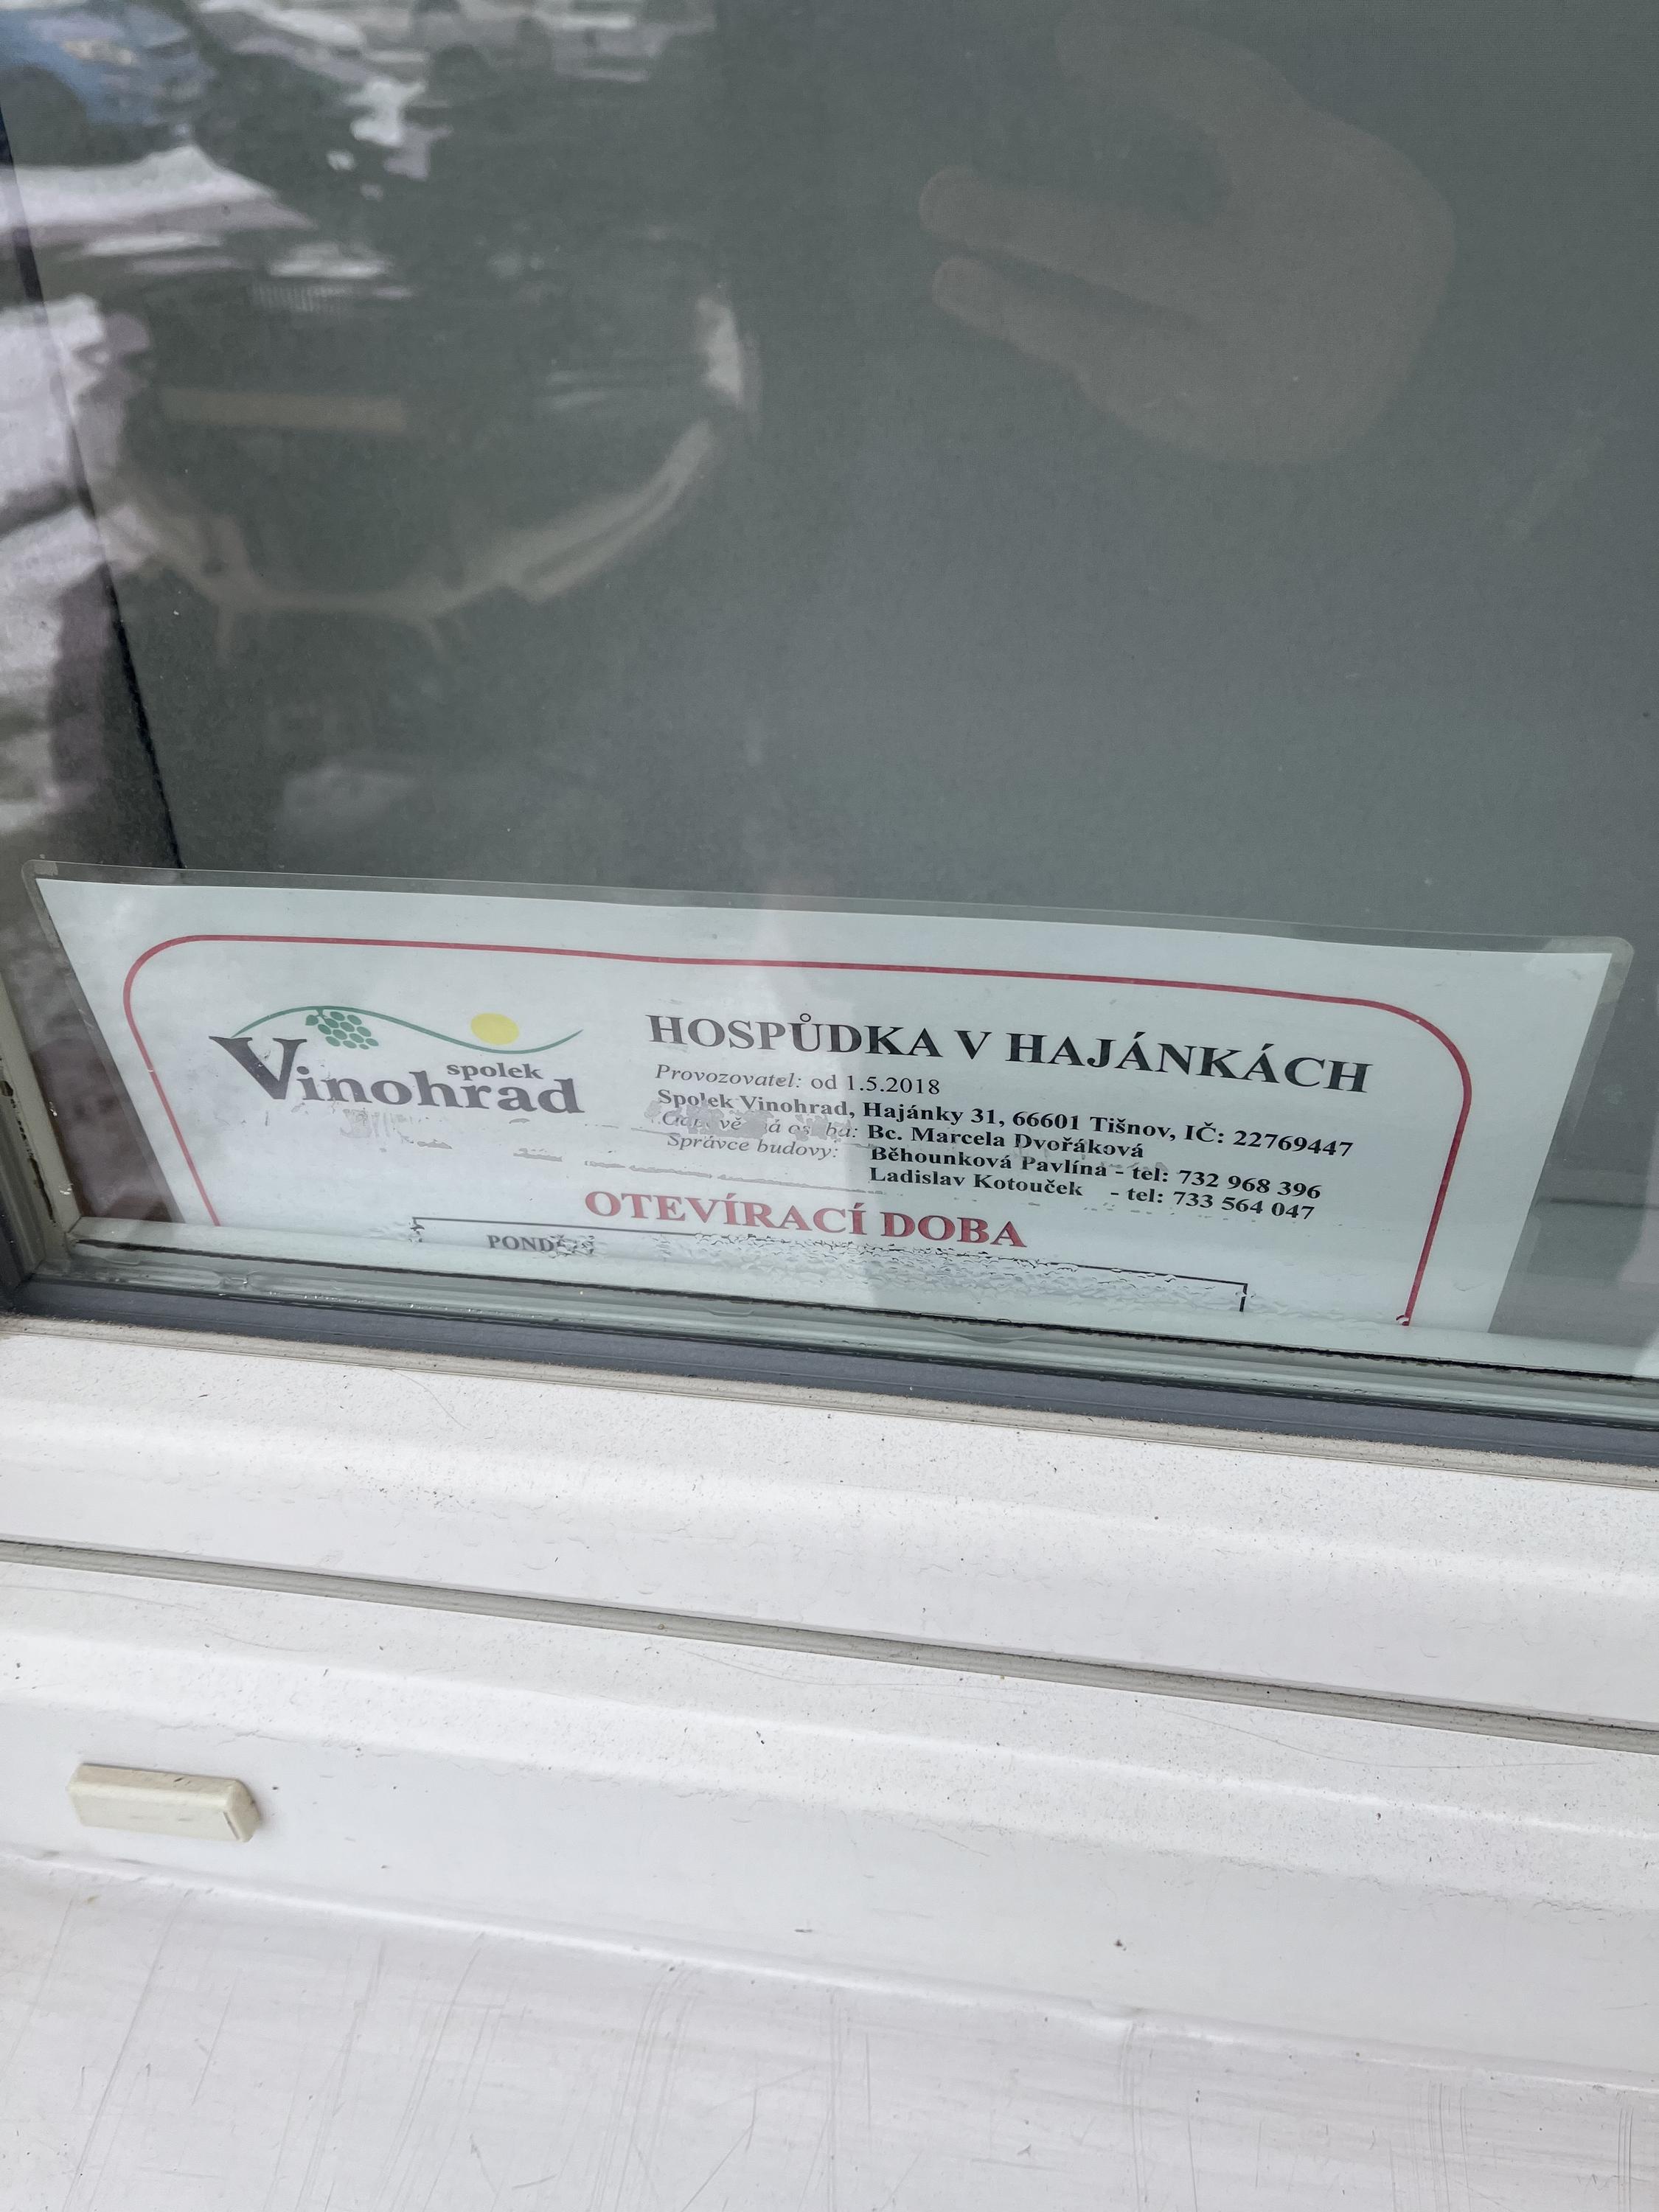 spolek
Vinohrad
HOSPŮDKA V HAJÁNKÁCH
Provozovatel: od 1.5.2018
Spolek Vinohrad, Hajánky 31, 66601 Tišnov, IČ: 22769447
Bc. Marcela Dvořáková
Správce budovy: Běhounková Pavlína - tel: 732 968 396
Ladislav Kotouček - tel: 733 564 047
OTEVÍRACÍ DOBA